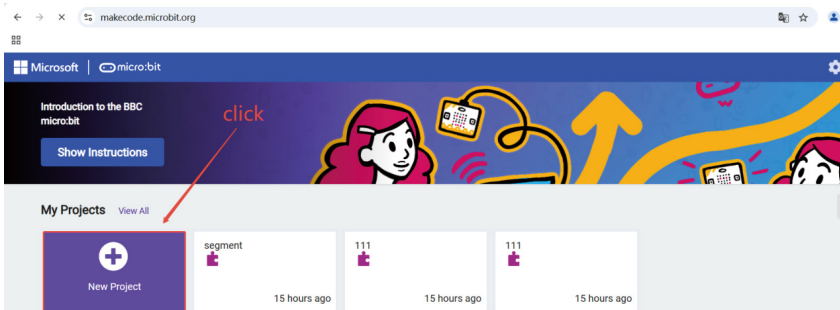 makecode.microbit.org
Microsoft micro:bit
Introduction to the BBC
micro:bit
click
Show Instructions
My Projects View All
New Project
segment
15 hours ago
111
15 hours ago
111
15 hours ago